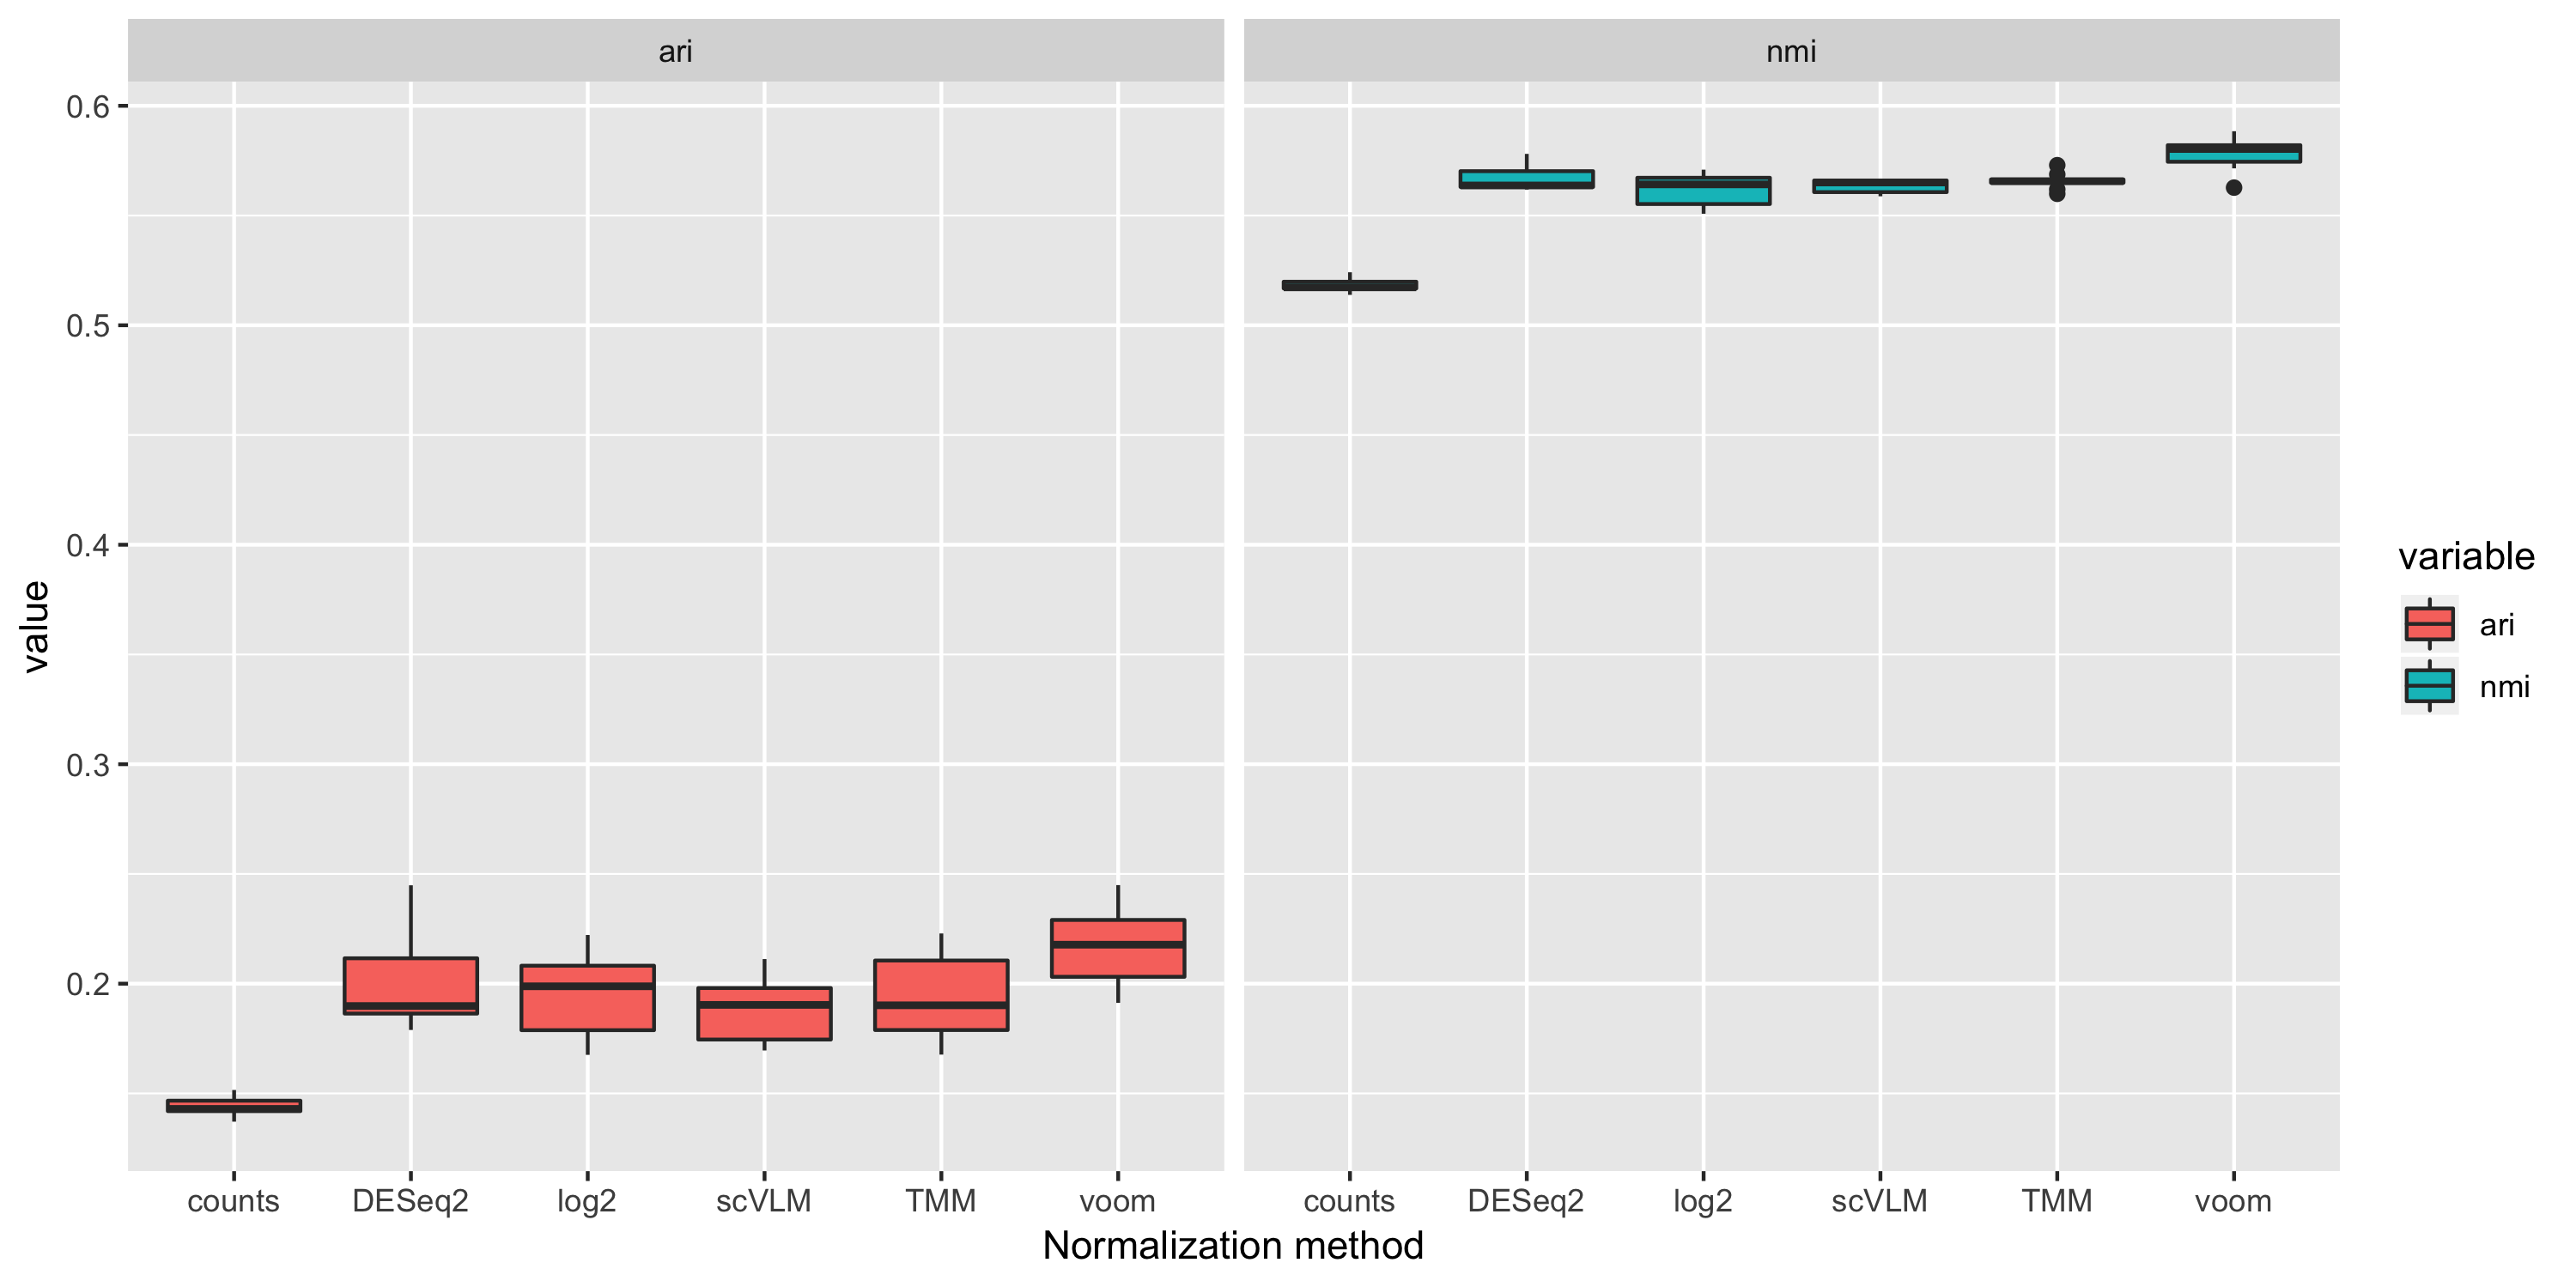 ari
nmi
0.6
0.5
0.4
0.3
0.2
value
counts DESeq2 log2 scVLM TMM voom
counts DESeq2 log2 scVLM TMM voom
Normalization method
variable
ari
nmi